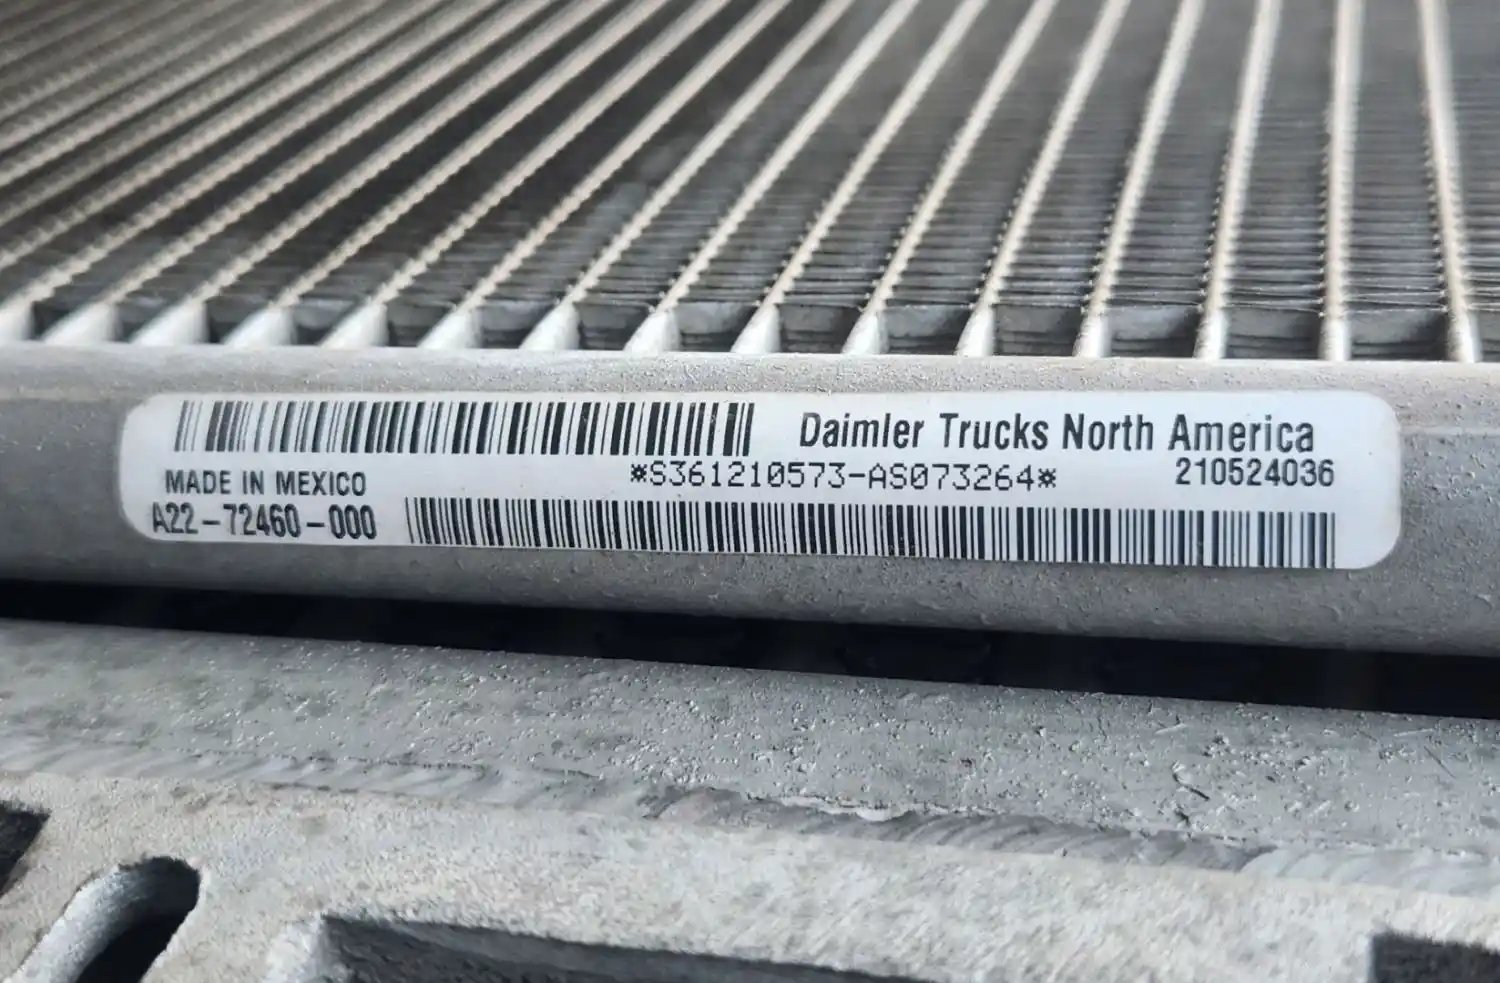 Daimler Trucks North America
MADE IN MEXICO
*S361210573-AS073264*
210524036
A22-72460-000